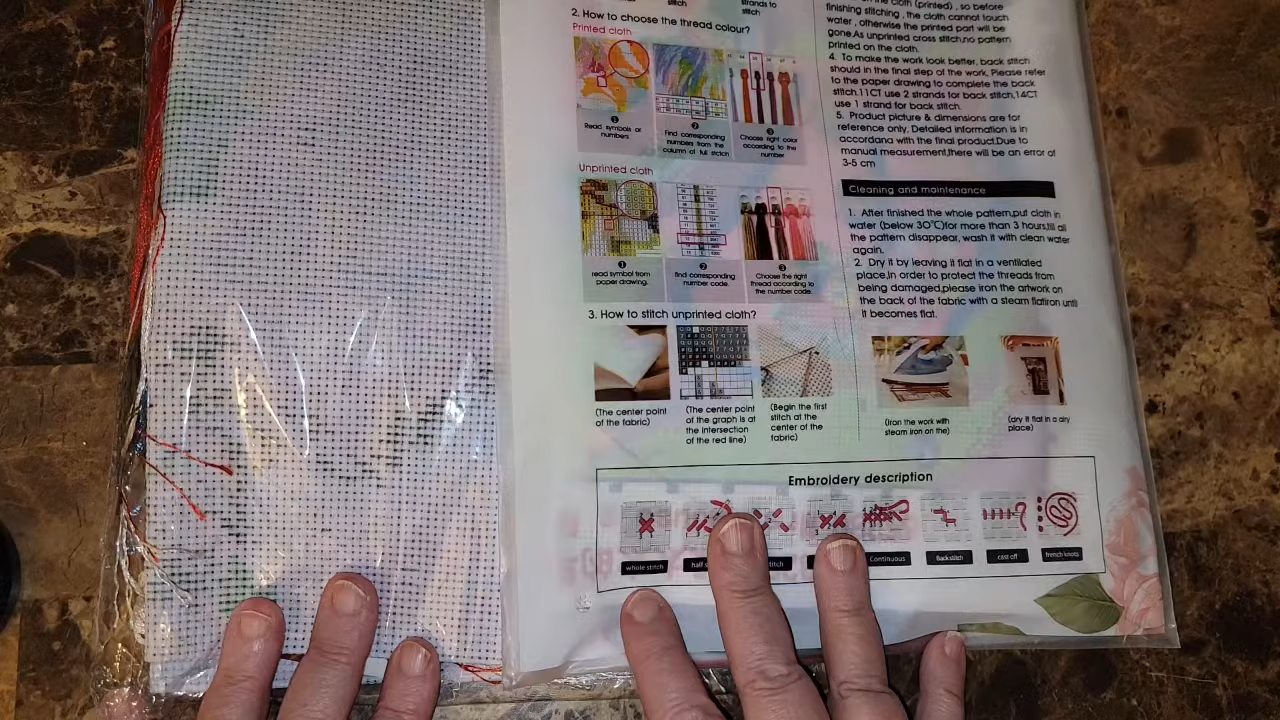 stitch
strands to
stitch
2. How to choose the thread colour?
Printed cloth
1
Read symbols or
numbers
2
Find corresponding
numbers from the
column of full stitch
3
Choose right color
according to the
number
Unprinted cloth
1
read symbol from
paper drawing.
2
find corresponding
number code.
3
Choose the right
thread according to
the number code.
3. How to stitch unprinted cloth?
(The center point
of the fabric)
(The center point
of the graph is at
the intersection
of the red line)
(Begin the first
stitch at the
center of the
fabric)
the cloth (printed) , so before
finishing stitching , the cloth cannot touch
water , otherwise the printed part will be
gone.As unprinted cross stitch,no pattern
printed on the cloth.
4. To make the work look better, back stitch
should in the final step of the work, Please refer
to the paper drawing to complete the back
stitch.11CT use 2 strands for back stitch,14CT
use 1 strand for back stitch.
5. Product picture & dimensions are for
reference only. Detailed information is in
accordana with the final product.Due to
manual measurement,there will be an error of
3-5 cm
Cleaning and maintenance
1. After finished the whole pattern,put cloth in
water (below 30℃)for more than 3 hours,till all
the pattern disappear, wash it with clean water
again.
2. Dry it by leaving it flat in a ventilated
place,in order to protect the threads from
being damaged,please iron the artwork on
the back of the fabric with a steam flatiron until
it becomes flat.
(Iron the work with
steam iron on the)
(dry it flat in a airy
place)
Embroidery description
whole stitch
half
stitch
Continuous
Backstitch
cast off
french knots